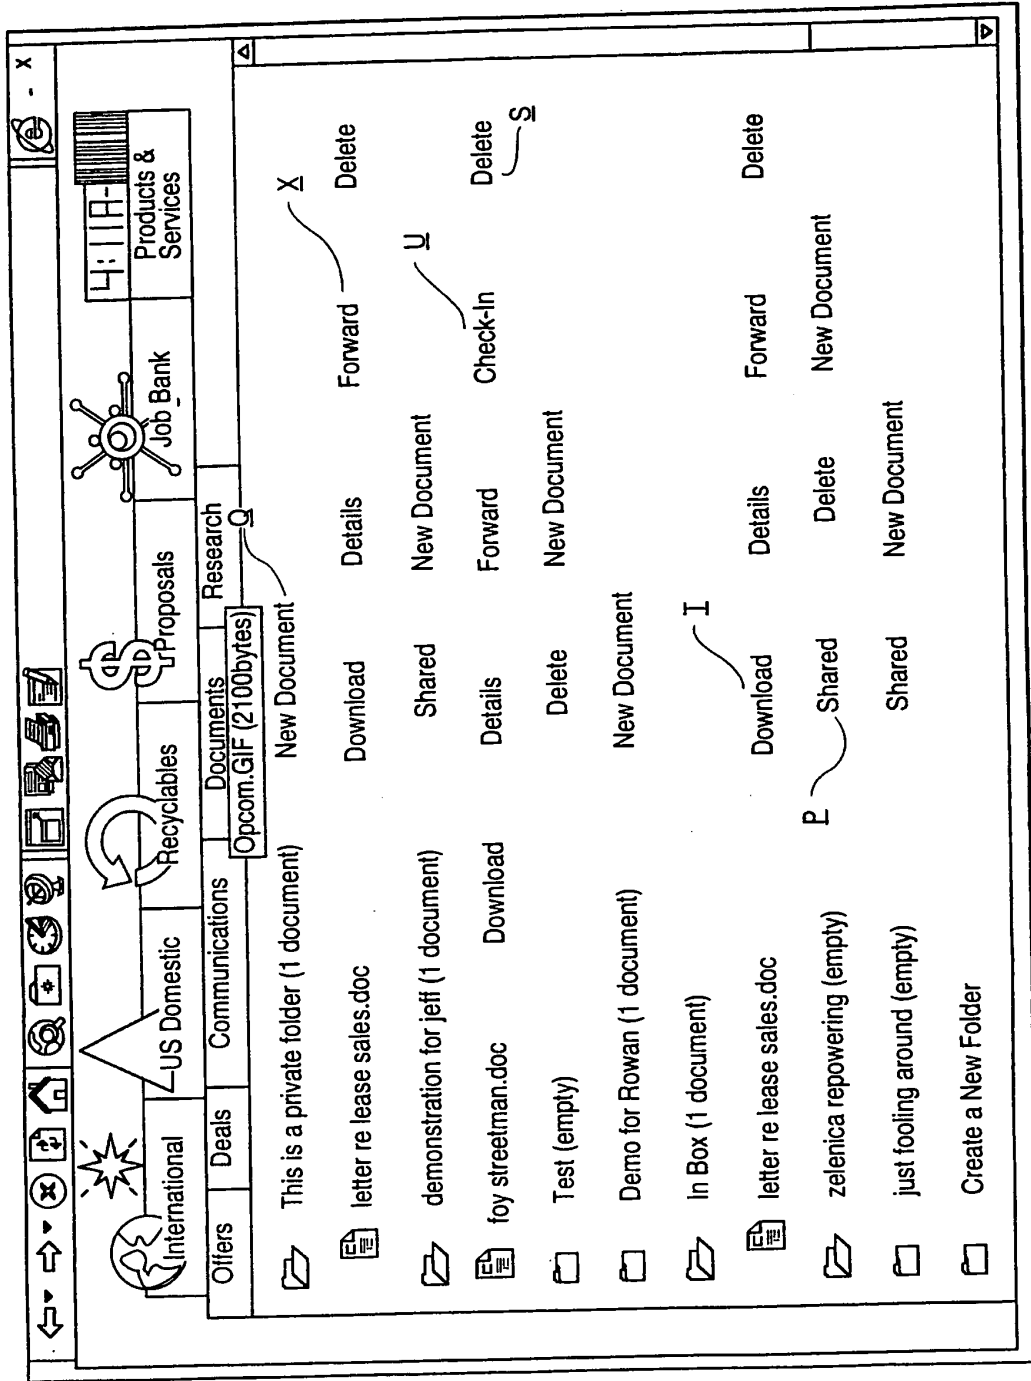 - X
4:11A-
International US Domestic Recyclables Proposals Job Bank Products & Services
Offers Deals Communications Documents Research
Opcom.GIF (2100bytes)
Q
This is a private folder (1 document) New Document
X
letter re lease sales.doc Download Details Forward Delete
demonstration for jeff (1 document) Shared New Document
U
foy streetman.doc Download Details Forward Check-In Delete
S
Test (empty) Delete New Document
Demo for Rowan (1 document) New Document
In Box (1 document)
I
letter re lease sales.doc Download Details Forward Delete
P
zelenica repowering (empty) Shared Delete New Document
just fooling around (empty) Shared New Document
Create a New Folder